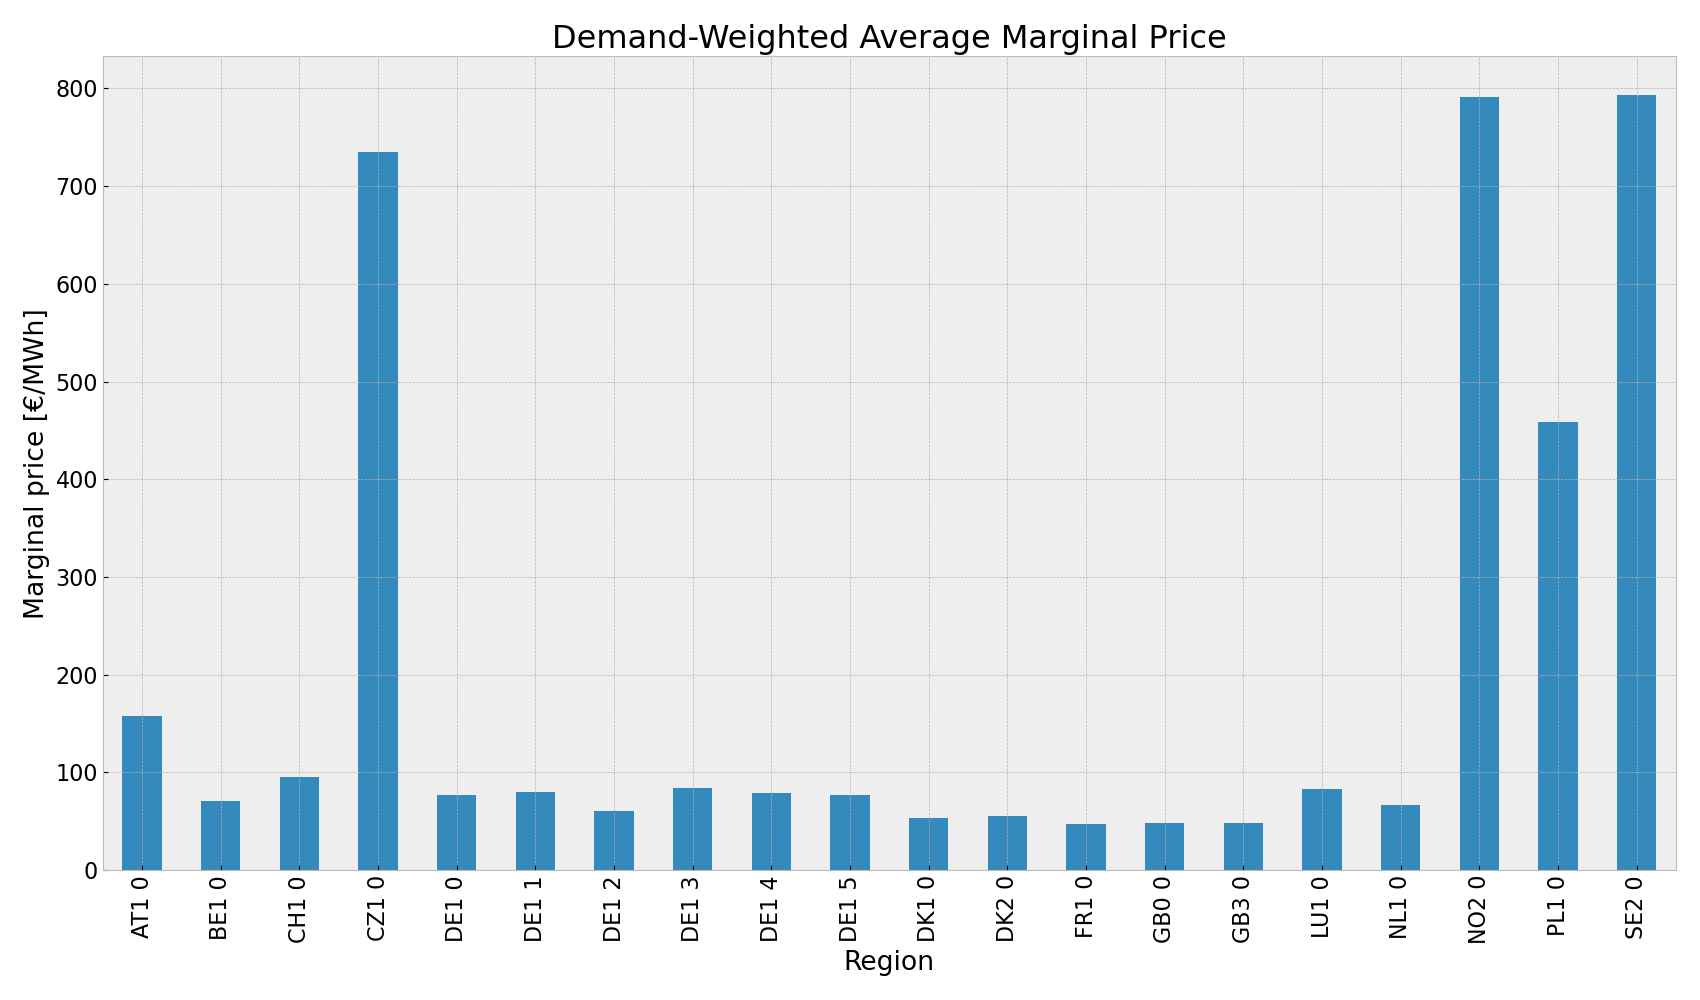 Demand-Weighted Average Marginal Price
Marginal price [€/MWh]
800
700
600
500
400
300
200
100
0
AT1 0
BE1 0
CH1 0
CZ1 0
DE1 0
DE1 1
DE1 2
DE1 3
DE1 4
DE1 5
DK1 0
DK2 0
FR1 0
GB0 0
GB3 0
LU1 0
NL1 0
NO2 0
PL1 0
SE2 0
Region